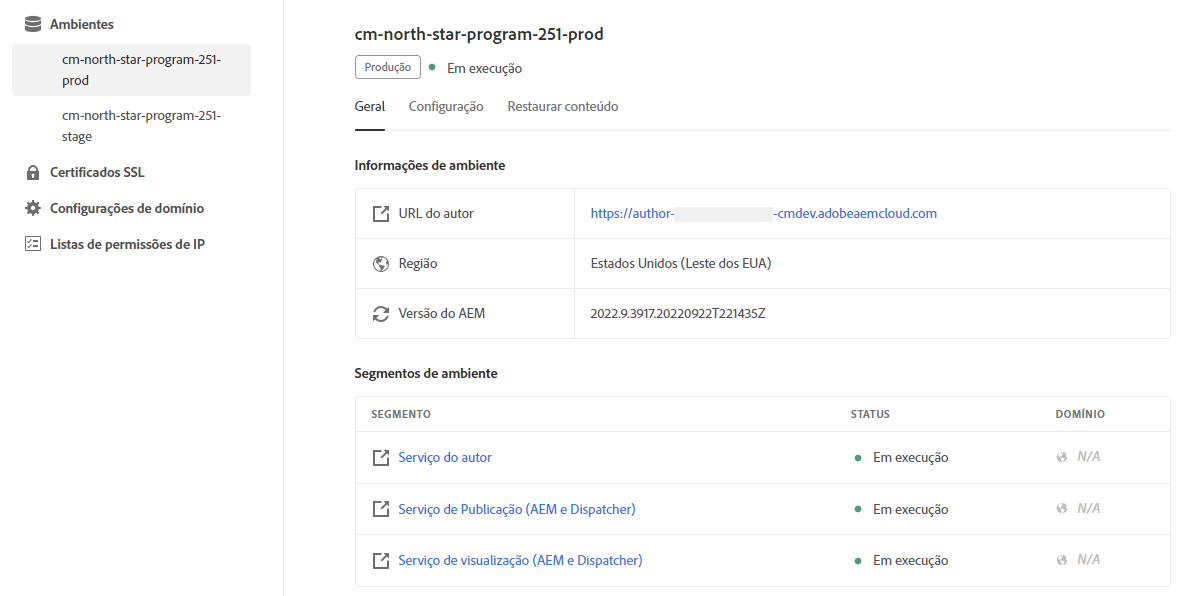 Ambientes
cm-north-star-program-251-
prod
cm-north-star-program-251-
stage
Certificados SSL
Configurações de domínio
Listas de permissões de IP
cm-north-star-program-251-prod
Produção Em execução
Geral Configuração Restaurar conteúdo
Informações de ambiente
URL do autor https://author- -cmdev.adobeaemcloud.com
Região Estados Unidos (Leste dos EUA)
Versão do AEM 2022.9.3917.20220922T221435Z
Segmentos de ambiente
SEGMENTO STATUS DOMÍNIO
Serviço do autor Em execução N/A
Serviço de Publicação (AEM e Dispatcher) Em execução N/A
Serviço de visualização (AEM e Dispatcher) Em execução N/A